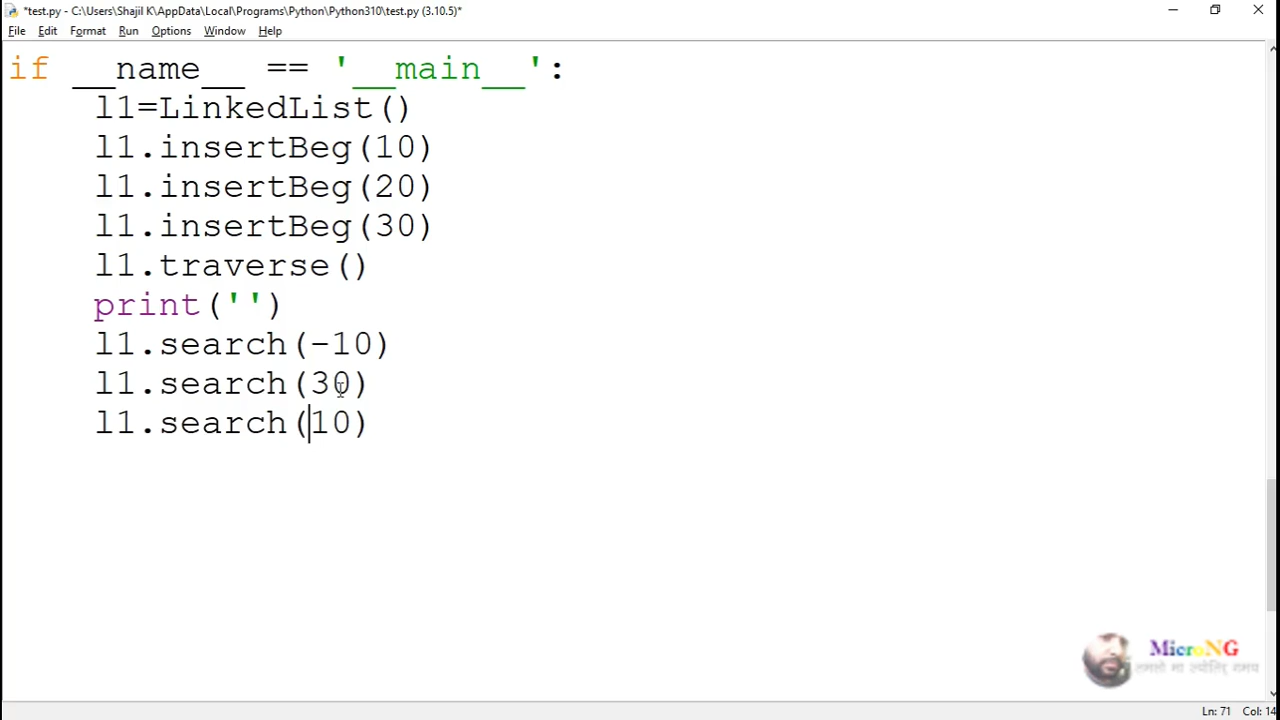 *test.py - C:\Users\Shajil K\AppData\Local\Programs\Python\Python310\test.py (3.10.5)*
File Edit Format Run Options Window Help
if __name__ == '__main__':
    l1=LinkedList()
    l1.insertBeg(10)
    l1.insertBeg(20)
    l1.insertBeg(30)
    l1.traverse()
    print('')
    l1.search(-10)
    l1.search(30)
    l1.search(10)
MicroNG
तमसो मा ज्योतिर् गमय
Ln: 71 Col: 14